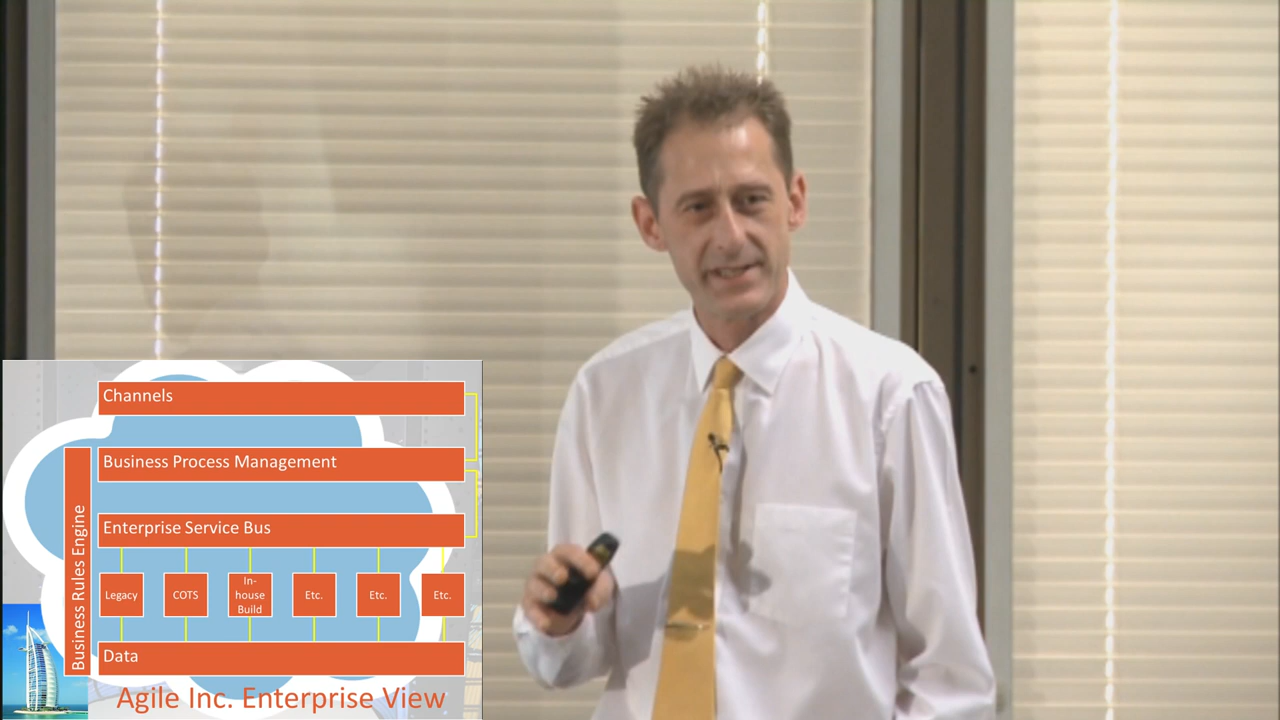 Channels
Business Process Management
Enterprise Service Bus
Business Rules Engine
Legacy
COTS
In-
house
Build
Etc.
Etc.
Etc.
Data
Agile Inc. Enterprise View